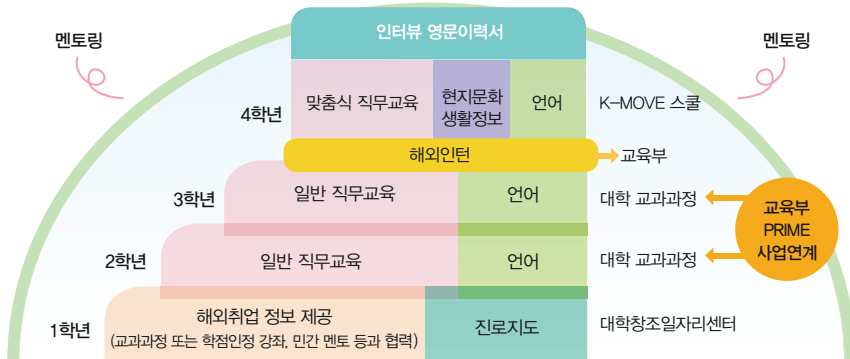 인터뷰 영문이력서
멘토링
멘토링
4학년
맞춤식 직무교육
현지문화
생활정보
언어
K-MOVE 스쿨
해외인턴
교육부
3학년
일반 직무교육
언어
대학 교과과정
교육부
PRIME
사업연계
2학년
일반 직무교육
언어
대학 교과과정
1학년
해외취업 정보 제공
(교과과정 또는 학점인정 강좌, 민간 멘토 등과 협력)
진로지도
대학창조일자리센터